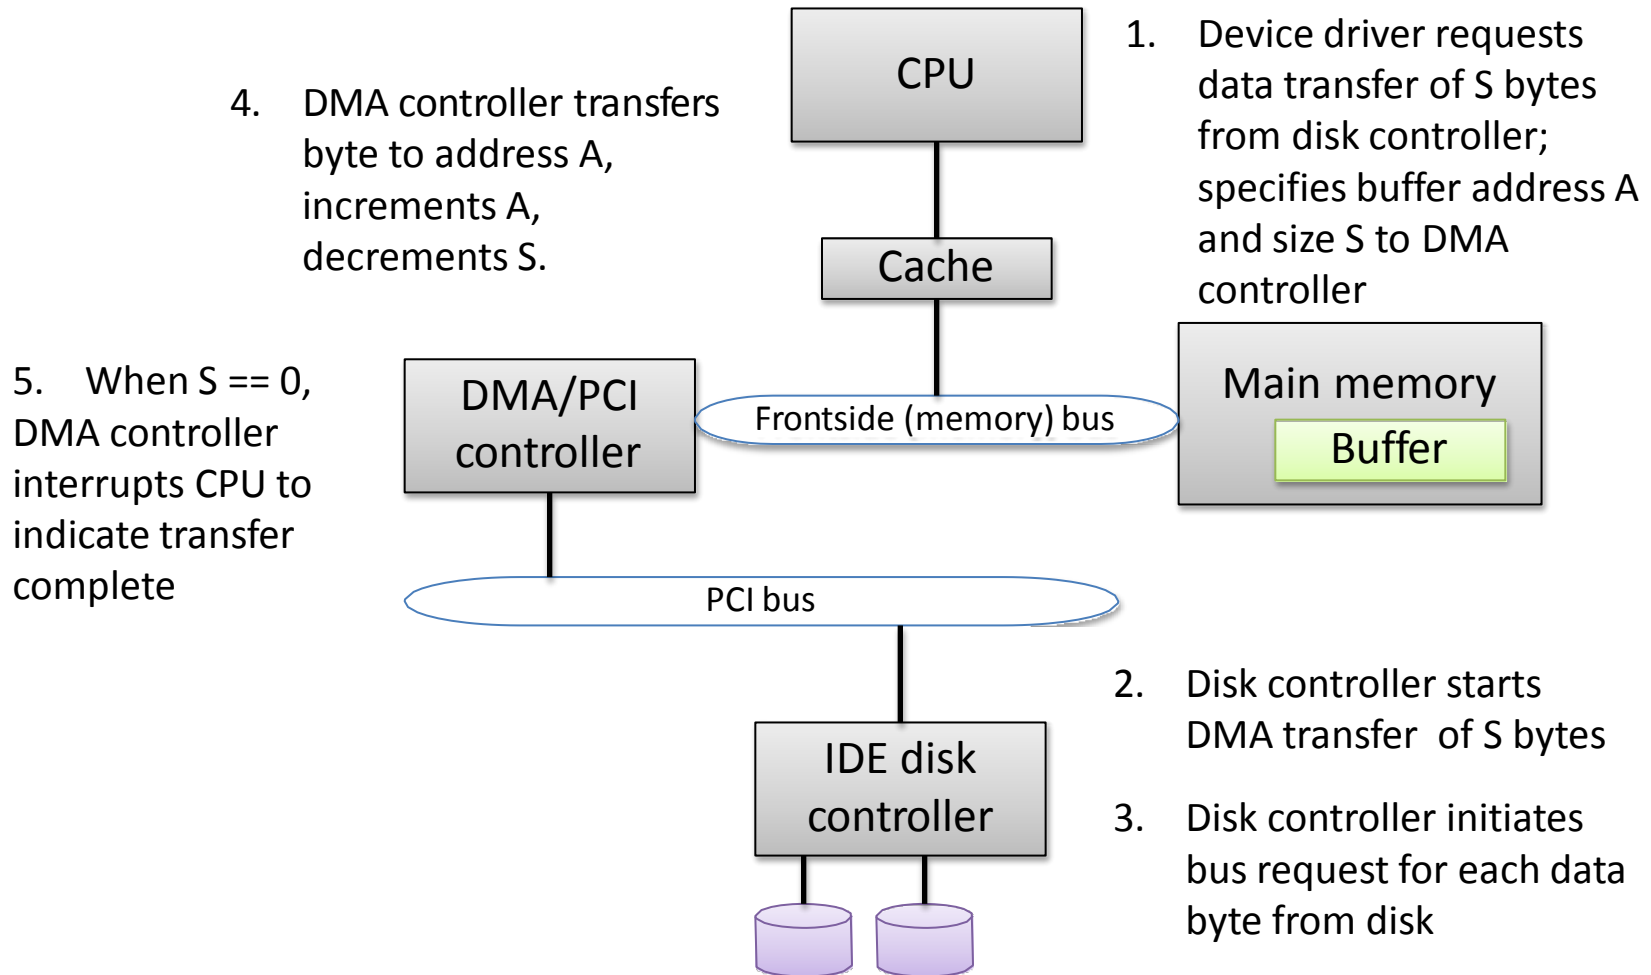 CPU
1. Device driver requests
data transfer of S bytes
from disk controller;
specifies buffer address A
and size S to DMA
controller
4. DMA controller transfers
byte to address A,
increments A,
decrements S.
Cache
5. When S == 0,
DMA controller
interrupts CPU to
indicate transfer
complete
DMA/PCI
controller
Frontside (memory) bus
Main memory
Buffer
PCI bus
2. Disk controller starts
DMA transfer of S bytes
IDE disk
controller
3. Disk controller initiates
bus request for each data
byte from disk